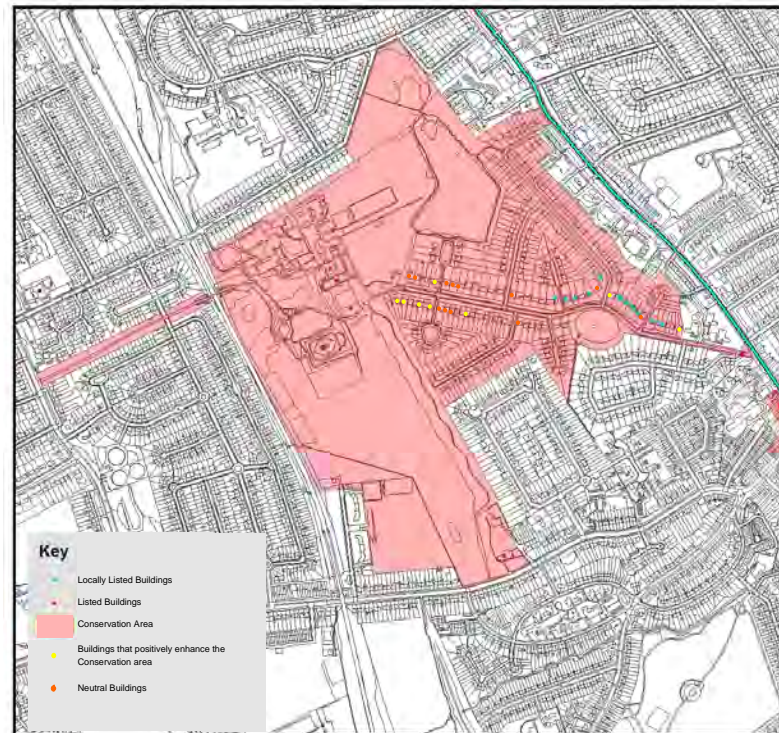 Key
Locally Listed Buildings
Listed Buildings
Conservation Area
Buildings that positively enhance the
Conservation area
Neutral Buildings